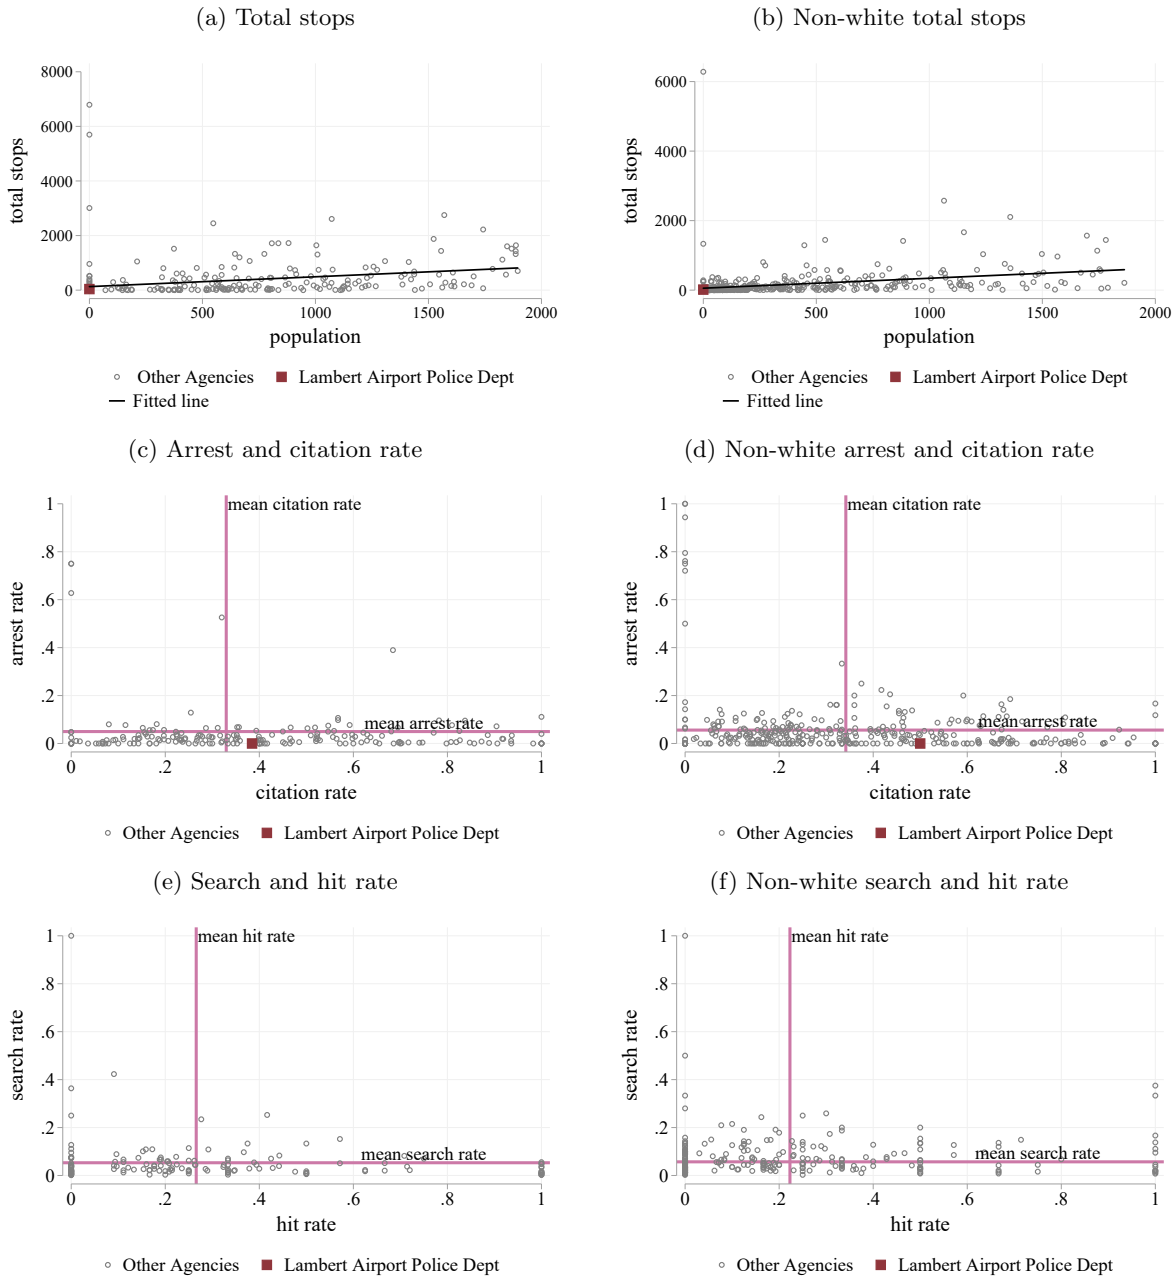 (a) Total stops
(b) Non-white total stops
total stops
8000
6000
4000
2000
0
0 500 1000 1500 2000
population
Other Agencies Lambert Airport Police Dept
Fitted line
total stops
6000
4000
2000
0
0 500 1000 1500 2000
population
Other Agencies Lambert Airport Police Dept
Fitted line
(c) Arrest and citation rate
(d) Non-white arrest and citation rate
arrest rate
1
.8
.6
.4
.2
0
mean citation rate
mean arrest rate
0 .2 .4 .6 .8 1
citation rate
Other Agencies Lambert Airport Police Dept
arrest rate
1
.8
.6
.4
.2
0
mean citation rate
mean arrest rate
0 .2 .4 .6 .8 1
citation rate
Other Agencies Lambert Airport Police Dept
(e) Search and hit rate
(f) Non-white search and hit rate
search rate
1
.8
.6
.4
.2
0
mean hit rate
mean search rate
0 .2 .4 .6 .8 1
hit rate
Other Agencies Lambert Airport Police Dept
search rate
1
.8
.6
.4
.2
0
mean hit rate
mean search rate
0 .2 .4 .6 .8 1
hit rate
Other Agencies Lambert Airport Police Dept